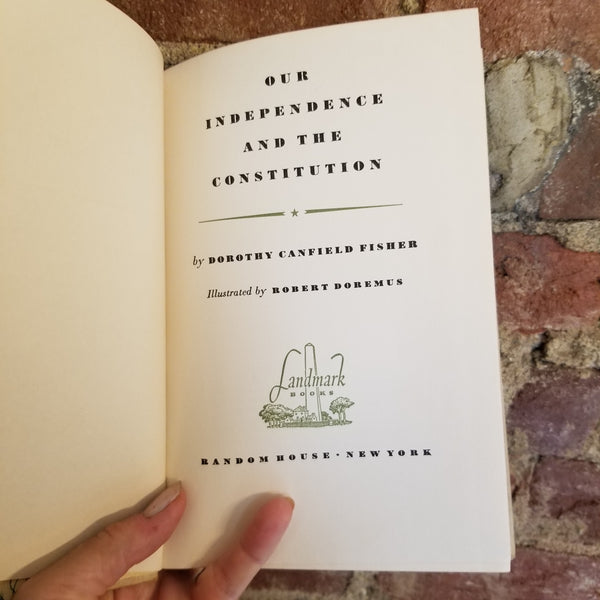 OUR
INDEPENDENCE
AND THE
CONSTITUTION
by DOROTHY CANFIELD FISHER
Illustrated by ROBERT DOREMUS
Landmark
BOOKS
RANDOM HOUSE · NEW YORK